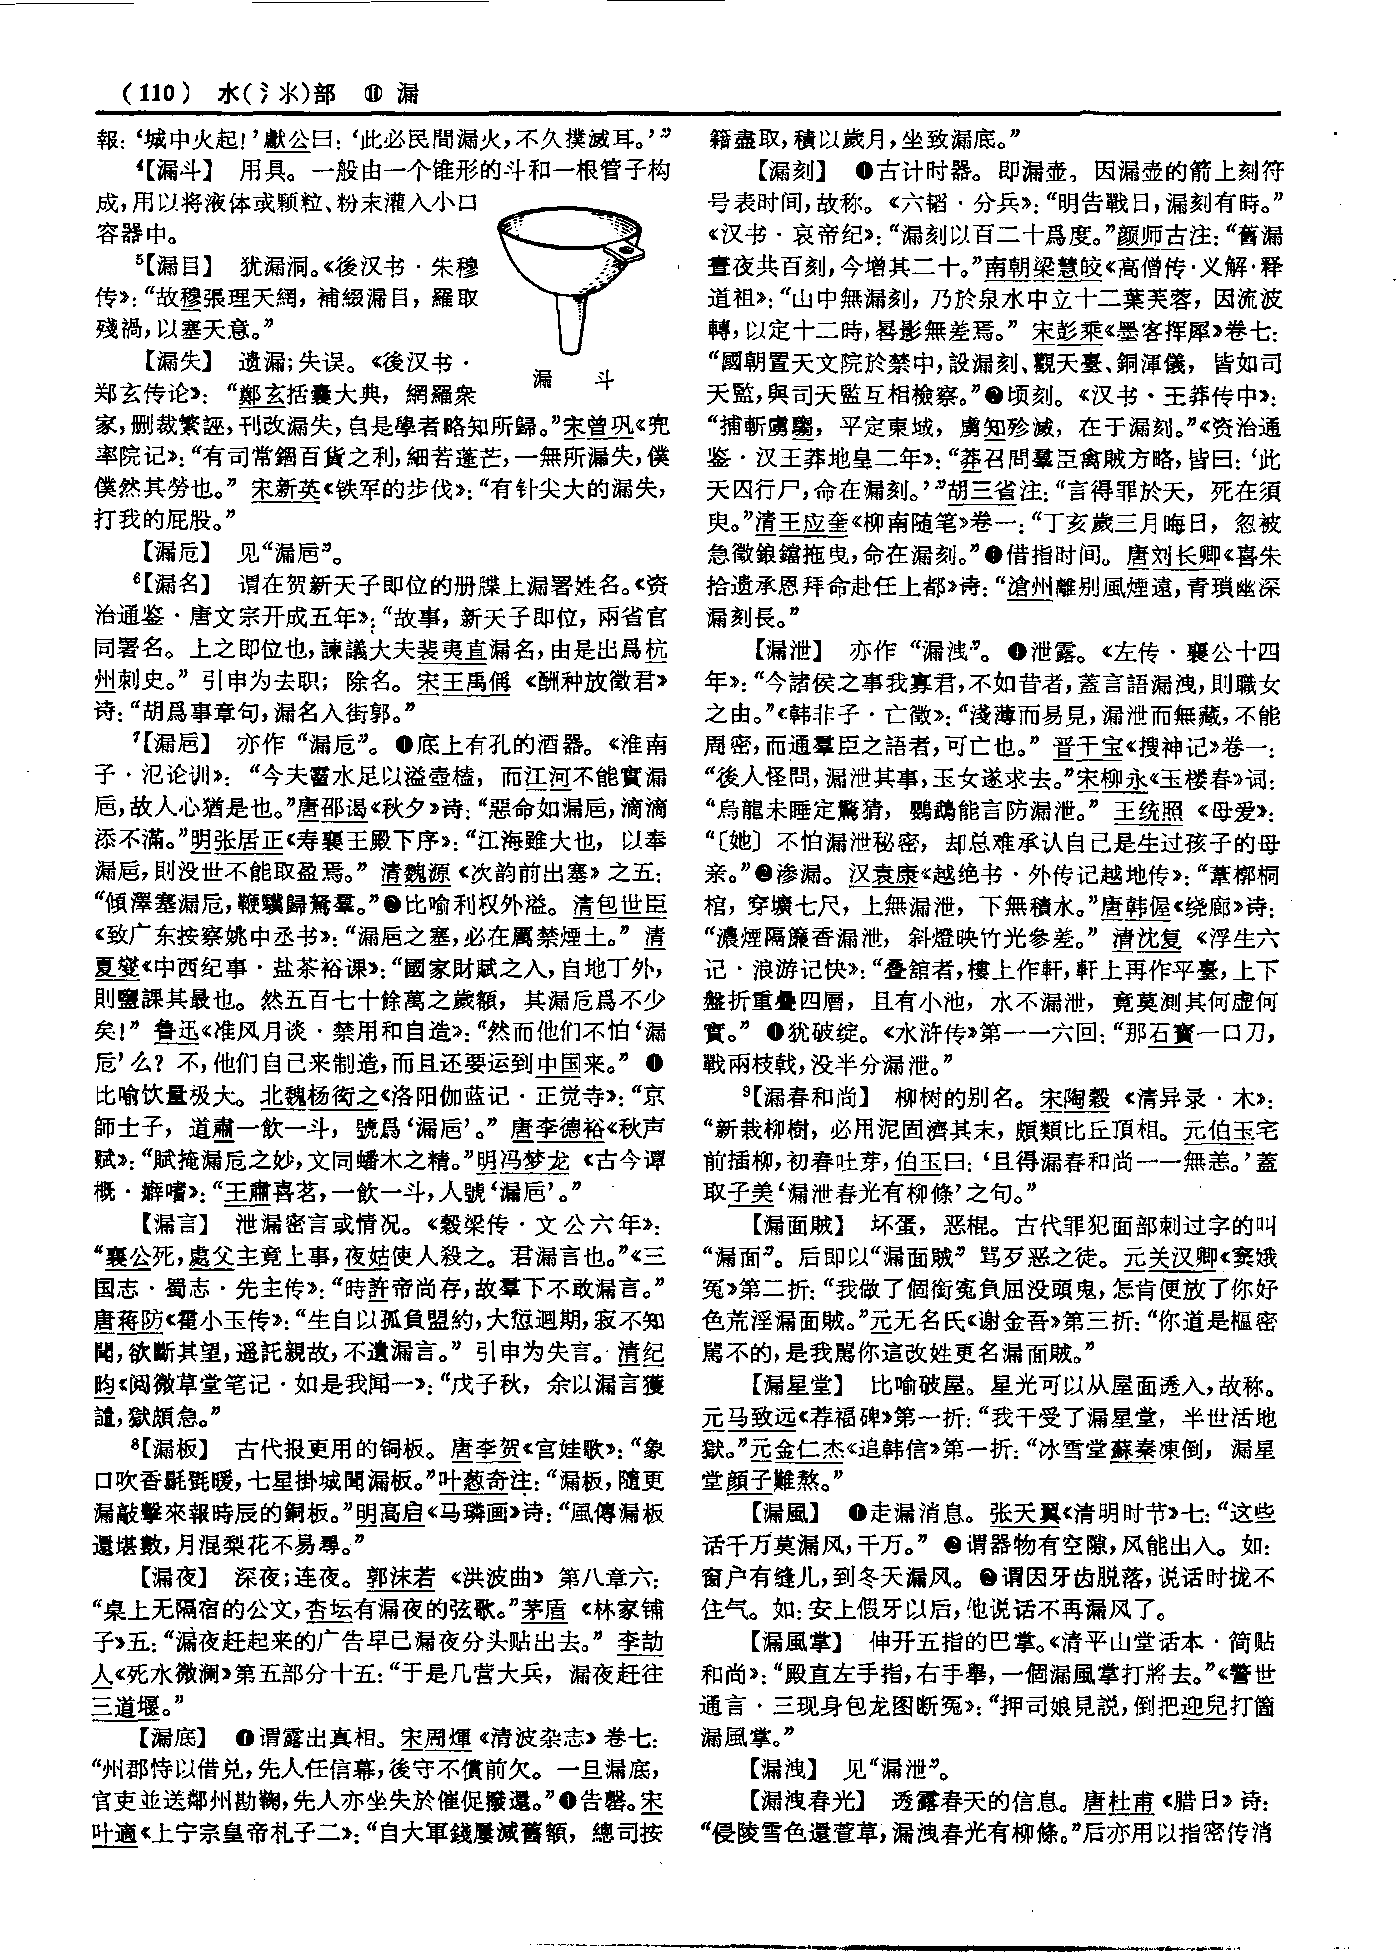 （110） 水(氵氺)部 ⑪ 漏
報：‘城中火起！’獻公曰：‘此必民間漏火，不久撲滅耳。’”
⁴【漏斗】 用具。一般由一个锥形的斗和一根管子构
成，用以将液体或颗粒、粉末灌入小口
容器中。
⁵【漏目】 犹漏洞。《後汉书·朱穆
传》：“故穆張理天網，補綴漏目，羅取
殘禍，以塞天意。”
【漏失】 遗漏；失误。《後汉书·
郑玄传论》：“鄭玄括囊大典，網羅衆
漏 斗
家，删裁繁誣，刊改漏失，自是學者略知所歸。”宋曾巩《兜
率院记》：“有司常錮百貨之利，細若蓬芒，一無所漏失，僕
僕然其勞也。” 宋新英《铁军的步伐》：“有针尖大的漏失，
打我的屁股。”
【漏卮】 见“漏巵”。
⁶【漏名】 谓在贺新天子即位的册牒上漏署姓名。《资
治通鉴·唐文宗开成五年》：“故事，新天子即位，兩省官
同署名。上之即位也，諫議大夫裴夷直漏名，由是出爲杭
州刺史。” 引申为去职；除名。宋王禹偁《酬种放徵君》
诗：“胡爲事章句，漏名入街郭。”
⁷【漏巵】 亦作“漏卮”。❶底上有孔的酒器。《淮南
子·氾论训》：“今夫霤水足以溢壺榼，而江河不能實漏
巵，故人心猶是也。”唐邵谒《秋夕》诗：“惡命如漏巵，滴滴
添不滿。”明张居正《寿襄王殿下序》：“江海雖大也，以奉
漏巵，則没世不能取盈焉。” 清魏源《次韵前出塞》之五：
“傾澤塞漏卮，鞭驥歸駑羣。”❷比喻利权外溢。清包世臣
《致广东按察姚中丞书》：“漏巵之塞，必在厲禁煙土。” 清
夏燮《中西纪事·盐茶裕课》：“國家財賦之入，自地丁外，
則鹽課其最也。然五百七十餘萬之歲額，其漏卮爲不少
矣！” 鲁迅《准风月谈·禁用和自造》：“然而他们不怕‘漏
卮’么？不，他们自己来制造，而且还要运到中国来。” ❸
比喻饮量极大。北魏杨衒之《洛阳伽蓝记·正觉寺》：“京
師士子，道肅一飲一斗，號爲‘漏巵’。” 唐李德裕《秋声
赋》：“賦掩漏卮之妙，文同蟠木之精。”明冯梦龙《古今谭
概·癖嗜》：“王肅喜茗，一飲一斗，人號‘漏巵’。”
【漏言】 泄漏密言或情况。《穀梁传·文公六年》：
“襄公死，處父主竟上事，夜姑使人殺之。君漏言也。”《三
国志·蜀志·先主传》：“時許帝尚存，故羣下不敢漏言。”
唐蒋防《霍小玉传》：“生自以孤負盟約，大愆迴期，寂不知
聞，欲斷其望，遥託親故，不遺漏言。” 引申为失言。清纪
昀《阅微草堂笔记·如是我闻一》：“戊子秋，余以漏言獲
譴，獄頗急。”
⁸【漏板】 古代报更用的铜板。唐李贺《宫娃歌》：“象
口吹香毾㲪暖，七星掛城聞漏板。”叶葱奇注：“漏板，隨更
漏敲擊來報時辰的銅板。”明高启《马璘画》诗：“風傳漏板
還堪數，月混梨花不易尋。”
【漏夜】 深夜；连夜。郭沫若《洪波曲》第八章六：
“桌上无隔宿的公文，杏坛有漏夜的弦歌。”茅盾《林家铺
子》五：“漏夜赶起来的广告早已漏夜分头贴出去。” 李劼
人《死水微澜》第五部分十五：“于是几营大兵，漏夜赶往
三道堰。”
【漏底】 ❶谓露出真相。宋周煇《清波杂志》卷七：
“州郡恃以借兑，先人任信幕，後守不償前欠。一旦漏底，
官吏並送鄰州勘鞠，先人亦坐失於催促撥還。”❷告罄。宋
叶適《上宁宗皇帝札子二》：“自大軍錢屢減舊額，總司按
籍盡取，積以歲月，坐致漏底。”
【漏刻】 ❶古计时器。即漏壶。因漏壶的箭上刻符
号表时间，故称。《六韬·分兵》：“明告戰日，漏刻有時。”
《汉书·哀帝纪》：“漏刻以百二十爲度。”颜师古注：“舊漏
晝夜共百刻，今增其二十。”南朝梁慧皎《高僧传·义解·释
道祖》：“山中無漏刻，乃於泉水中立十二葉芙蓉，因流波
轉，以定十二時，晷影無差焉。” 宋彭乘《墨客挥犀》卷七：
“國朝置天文院於禁中，設漏刻、觀天臺、銅渾儀，皆如司
天監，與司天監互相檢察。”❷顷刻。《汉书·王莽传中》：
“捕斬虜騶，平定東域，虜知殄滅，在于漏刻。”《资治通
鉴·汉王莽地皇二年》：“莽召問羣臣禽賊方略，皆曰：‘此
天囚行尸，命在漏刻。’”胡三省注：“言得罪於天，死在須
臾。”清王应奎《柳南随笔》卷一：“丁亥歲三月晦日，忽被
急徵鋃鐺拖曳，命在漏刻。”❸借指时间。唐刘长卿《喜朱
拾遗承恩拜命赴任上都》诗：“滄州離别風煙遠，青瑣幽深
漏刻長。”
【漏泄】 亦作“漏洩”。❶泄露。《左传·襄公十四
年》：“今諸侯之事我寡君，不如昔者，蓋言語漏洩，則職女
之由。”《韩非子·亡徵》：“淺薄而易見，漏泄而無藏，不能
周密，而通羣臣之語者，可亡也。” 晋干宝《搜神记》卷一：
“後人怪問，漏泄其事，玉女遂求去。”宋柳永《玉楼春》词：
“烏龍未睡定驚猜，鸚鵡能言防漏泄。” 王统照《母爱》：
“〔她〕不怕漏泄秘密，却总难承认自己是生过孩子的母
亲。”❷渗漏。汉袁康《越绝书·外传记越地传》：“葦槨桐
棺，穿壙七尺，上無漏泄，下無積水。”唐韩偓《绕廊》诗：
“濃煙隔簾香漏泄，斜燈映竹光參差。” 清沈复《浮生六
记·浪游记快》：“疊舘者，樓上作軒，軒上再作平臺，上下
盤折重疊四層，且有小池，水不漏泄，竟莫測其何虚何
實。” ❸犹破绽。《水浒传》第一一六回：“那石寳一口刀，
戰兩枝戟，没半分漏泄。”
⁹【漏春和尚】 柳树的别名。宋陶穀《清异录·木》：
“新栽柳樹，必用泥固濟其末，頗類比丘頂相。元伯玉宅
前插柳，初春吐芽，伯玉曰：‘且得漏春和尚一一無恙。’蓋
取子美‘漏泄春光有柳條’之句。”
【漏面賊】 坏蛋，恶棍。古代罪犯面部刺过字的叫
“漏面”。后即以“漏面賊”骂歹恶之徒。元关汉卿《窦娥
冤》第二折：“我做了個銜寃負屈没頭鬼，怎肯便放了你好
色荒淫漏面賊。”元无名氏《谢金吾》第三折：“你道是樞密
駡不的，是我駡你這改姓更名漏面賊。”
【漏星堂】 比喻破屋。星光可以从屋面透入，故称。
元马致远《荐福碑》第一折：“我干受了漏星堂，半世活地
獄。”元金仁杰《追韩信》第一折：“冰雪堂蘇秦凍倒，漏星
堂顔子難熬。”
【漏風】 ❶走漏消息。张天翼《清明时节》七：“这些
话千万莫漏风，千万。” ❷谓器物有空隙，风能出入。如：
窗户有缝儿，到冬天漏风。❸谓因牙齿脱落，说话时拢不
住气。如：安上假牙以后，他说话不再漏风了。
【漏風掌】 伸开五指的巴掌。《清平山堂话本·简贴
和尚》：“殿直左手指，右手舉，一個漏風掌打將去。”《警世
通言·三现身包龙图断冤》：“押司娘見説，倒把迎兒打箇
漏風掌。”
【漏洩】 见“漏泄”。
【漏洩春光】 透露春天的信息。唐杜甫《腊日》诗：
“侵陵雪色還萱草，漏洩春光有柳條。”后亦用以指密传消